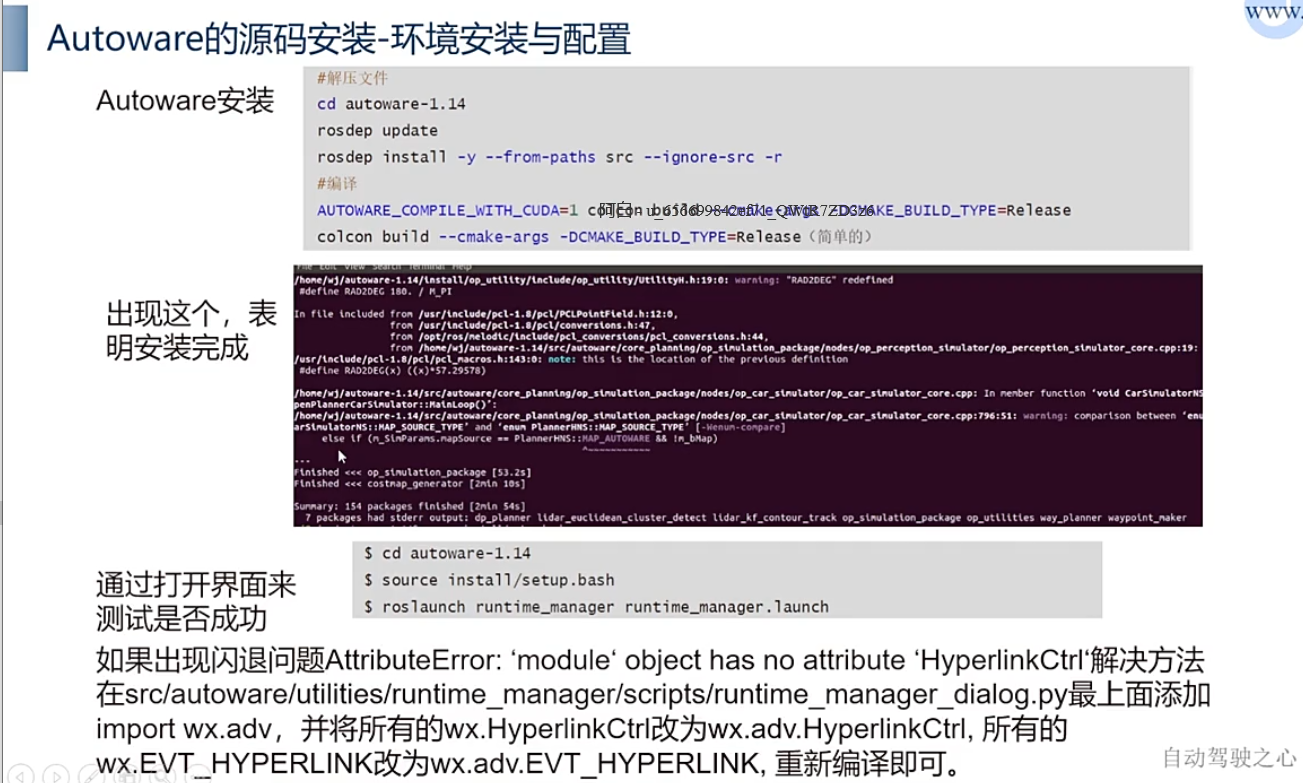 www.
Autoware的源码安装-环境安装与配置
Autoware安装
#解压文件
cd autoware-1.14
rosdep update
rosdep install -y --from-paths src --ignore-src -r
#编译
AUTOWARE_COMPILE_WITH_CUDA=1 colcon build --cmake-args -DCMAKE_BUILD_TYPE=Release
colcon build --cmake-args -DCMAKE_BUILD_TYPE=Release（简单的）
出现这个，表
明安装完成
File Edit View Search Terminal Help
/home/wj/autoware-1.14/install/op_utility/include/op_utility/UtilityH.h:19:0: warning: "RAD2DEG" redefined
#define RAD2DEG 180. / M_PI
In file included from /usr/include/pcl-1.8/pcl/PCLPointField.h:12:0,
from /usr/include/pcl-1.8/pcl/conversions.h:47,
from /opt/ros/melodic/include/pcl_conversions/pcl_conversions.h:44,
from /home/wj/autoware-1.14/src/autoware/core_planning/op_simulation_package/nodes/op_perception_simulator/op_perception_simulator_core.cpp:19:
/usr/include/pcl-1.8/pcl/pcl_macros.h:143:0: note: this is the location of the previous definition
#define RAD2DEG(x) ((x)*57.29578)
/home/wj/autoware-1.14/src/autoware/core_planning/op_simulation_package/nodes/op_car_simulator/op_car_simulator_core.cpp: In member function ‘void CarSimulatorNS
penPlannerCarSimulator::MainLoop()’:
/home/wj/autoware-1.14/src/autoware/core_planning/op_simulation_package/nodes/op_car_simulator/op_car_simulator_core.cpp:796:51: warning: comparison between ‘enu
arSimulatorNS::MAP_SOURCE_TYPE’ and ‘enum PlannerHNS::MAP_SOURCE_TYPE’ [-Wenum-compare]
else if (m_SimParams.mapSource == PlannerHNS::MAP_AUTOWARE && !m_bMap)
^~~~~~~~~~~~
---
Finished <<< op_simulation_package [53.2s]
Finished <<< costmap_generator [2min 10s]
Summary: 154 packages finished [2min 54s]
7 packages had stderr output: dp_planner lidar_euclidean_cluster_detect lidar_kf_contour_track op_simulation_package op_utilities way_planner waypoint_maker
通过打开界面来
测试是否成功
$ cd autoware-1.14
$ source install/setup.bash
$ roslaunch runtime_manager runtime_manager.launch
如果出现闪退问题AttributeError: ‘module‘ object has no attribute ‘HyperlinkCtrl‘解决方法
在src/autoware/utilities/runtime_manager/scripts/runtime_manager_dialog.py最上面添加
import wx.adv，并将所有的wx.HyperlinkCtrl改为wx.adv.HyperlinkCtrl, 所有的
wx.EVT_HYPERLINK改为wx.adv.EVT_HYPERLINK, 重新编译即可。
自动驾驶之心